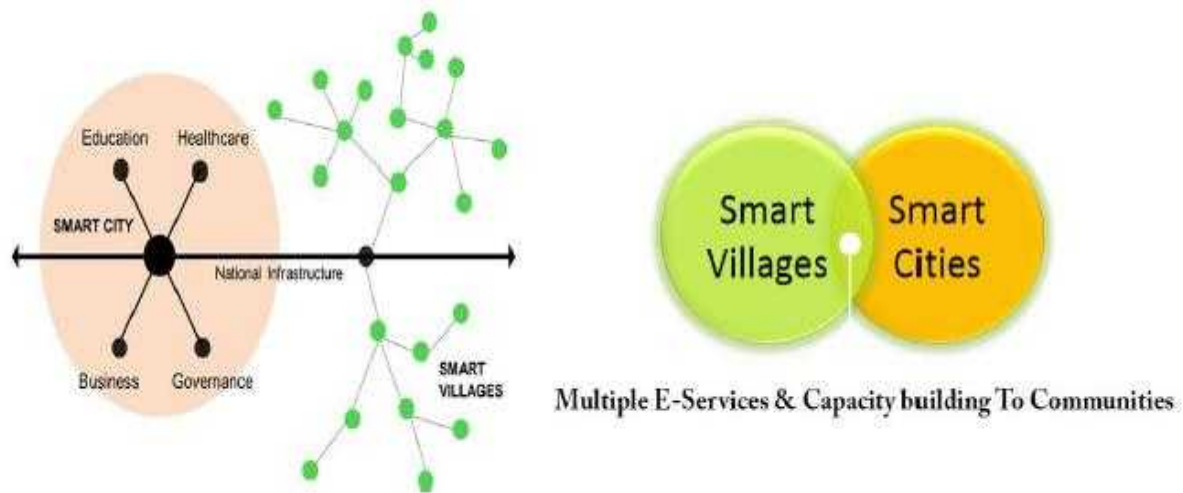 Education
Healthcare
SMART CITY
National Infrastructure
Business
Governance
SMART
VILLAGES
Smart
Villages
Smart
Cities
Multiple E-Services & Capacity building To Communities